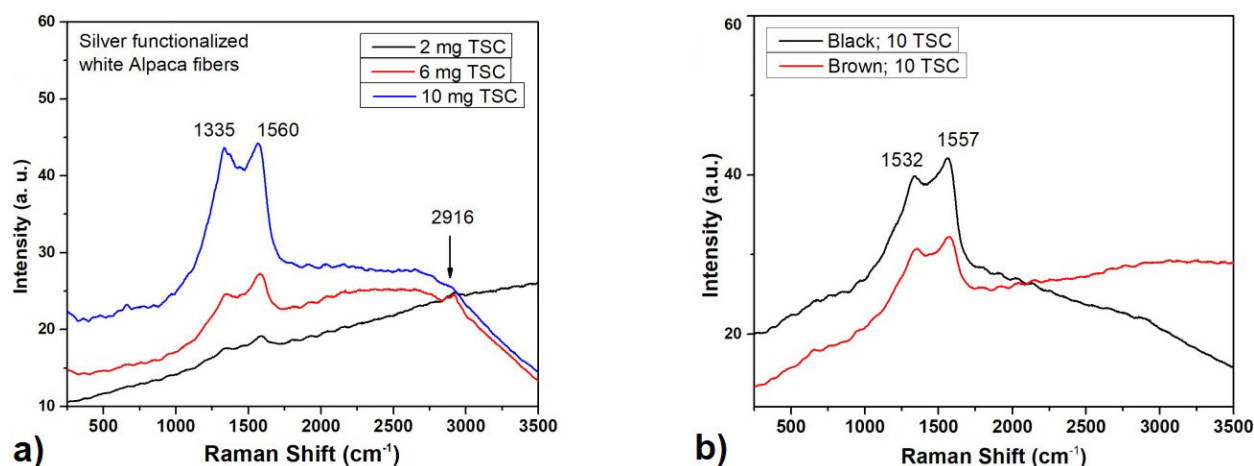 Silver functionalized
white Alpaca fibers
2 mg TSC
6 mg TSC
10 mg TSC
1335
1560
2916
Intensity (a. u.)
60
50
40
30
20
10
500 1000 1500 2000 2500 3000 3500
Raman Shift (cm⁻¹)
a)
Black; 10 TSC
Brown; 10 TSC
1532
1557
Intensity (a.u.)
60
40
20
500 1000 1500 2000 2500 3000 3500
Raman Shift (cm⁻¹)
b)